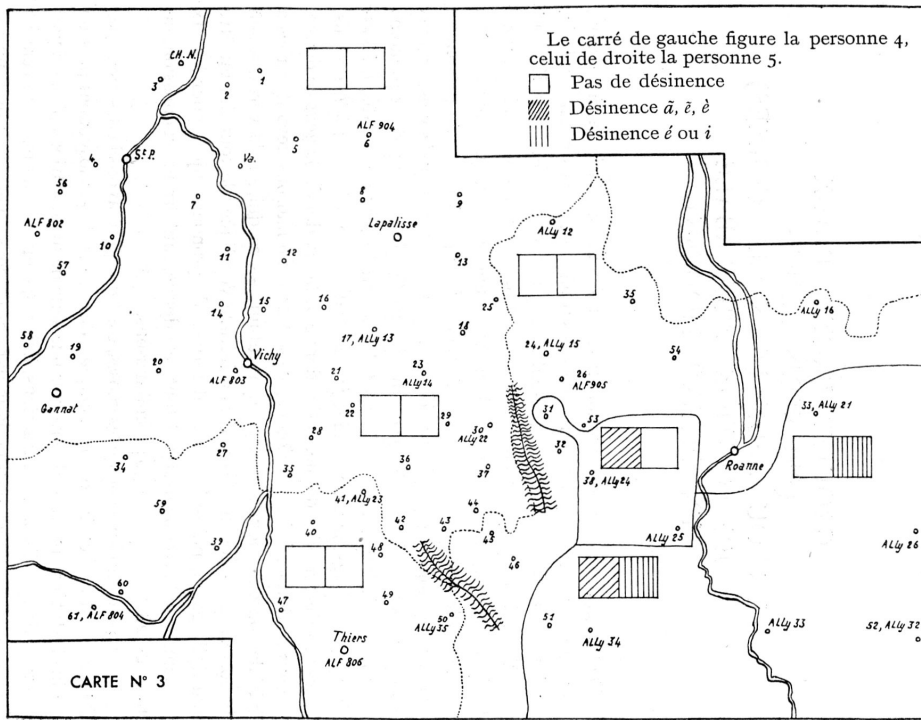 Le carré de gauche figure la personne 4,
celui de droite la personne 5.
Pas de désinence
Désinence ã, ẽ, è
Désinence é ou i
CH.N.
3
2
1
ALF 904
6
5
Va.
St P.
4
56
7
8
9
ALF 802
10
Lapalisse
Ally 12
57
11
12
13
14
15
16
25
35
Ally 16
58
19
20
Vichy
ALF 803
17, Ally 13
18
24, Ally 15
54
Gannat
21
23
Ally 14
26
ALF 905
22
28
29
30
Ally 22
31
53
32
53, Ally 21
Roanne
34
27
35
36
37
38, Ally 24
59
41, Ally 23
40
42
43
44
45
Ally 25
Ally 26
39
48
46
60
61, ALF 804
47
49
50
Ally 35
51
Ally 34
Ally 33
52, Ally 32
Thiers
ALF 806
CARTE N° 3